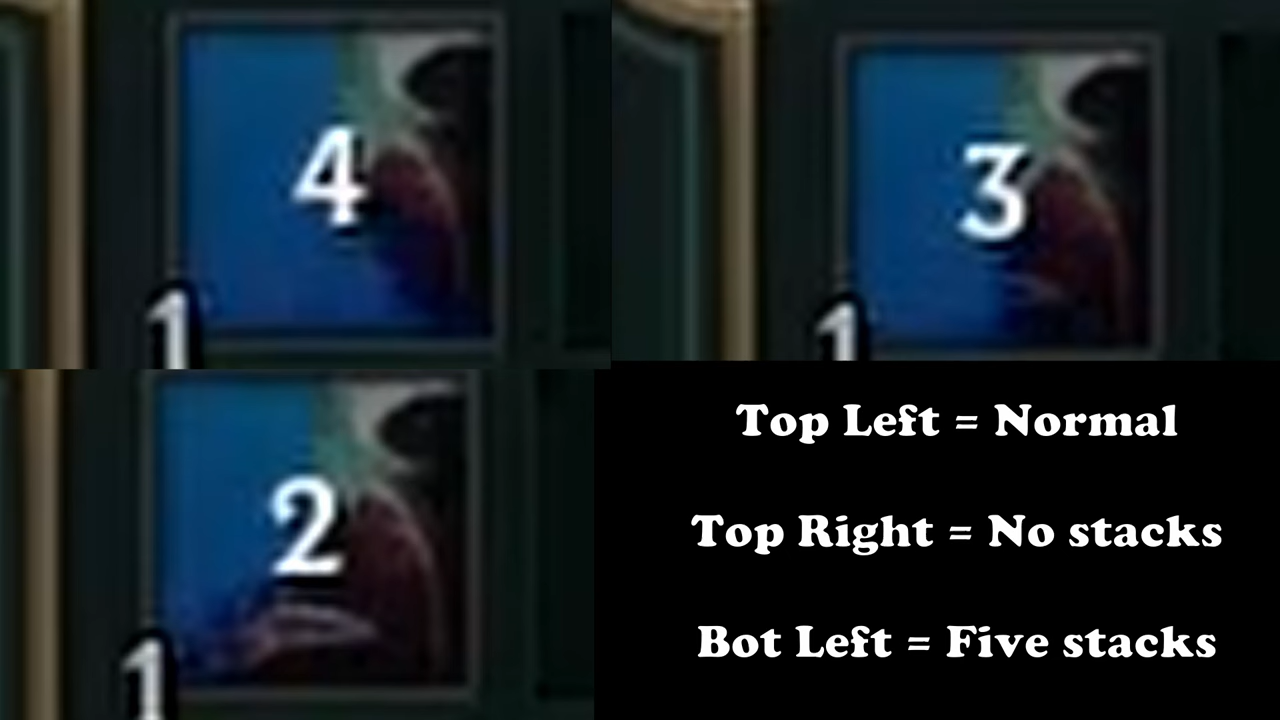 4
3
1
1
2
1
Top Left = Normal
Top Right = No stacks
Bot Left = Five stacks